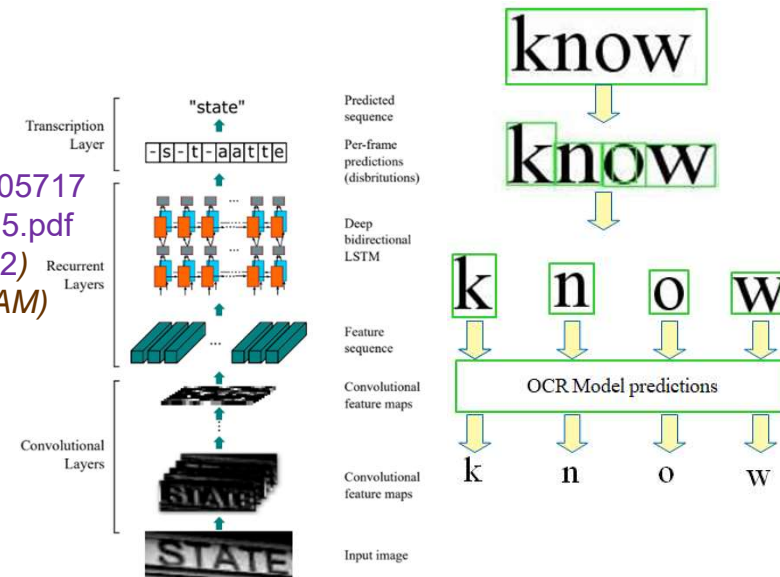 05717
5.pdf
2)
AM)
Transcription
Layer
"state"
Predicted
sequence
-s-t-aatte
Per-frame
predictions
(disbritutions)
Recurrent
Layers
Deep
bidirectional
LSTM
Feature
sequence
Convolutional
feature maps
Convolutional
Layers
STATE
Convolutional
feature maps
STATE
Input image
know
know
k n o w
OCR Model predictions
k n o w